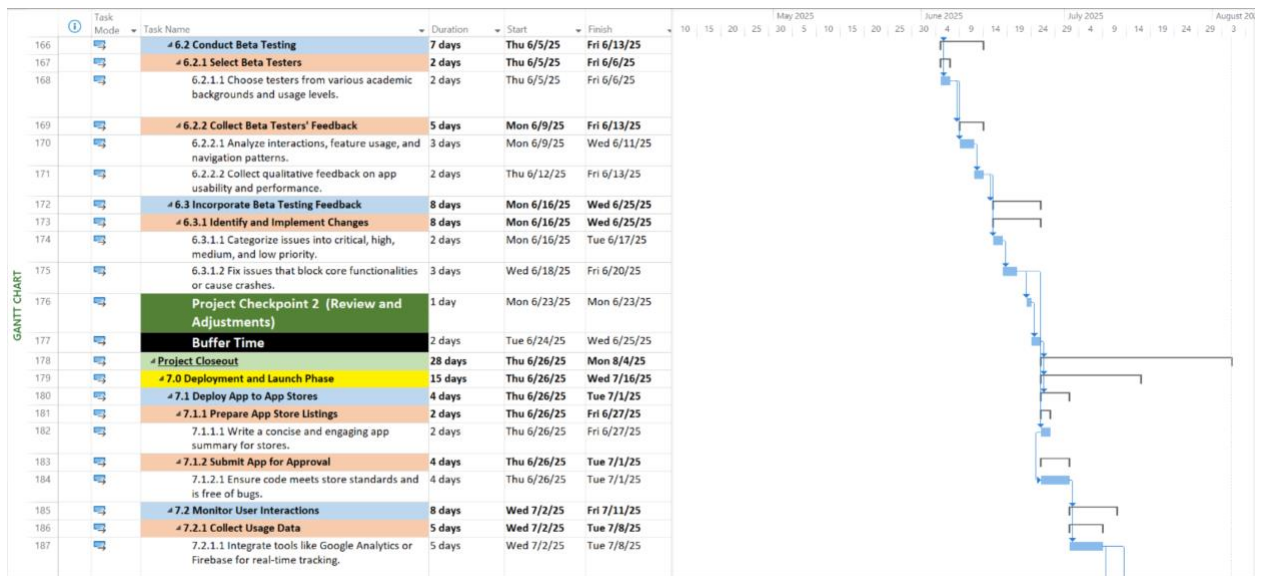 GANTT CHART
Task Mode Task Name Duration Start Finish
May 2025 June 2025 July 2025 August 20
10 15 20 25 30 5 10 15 20 25 30 4 9 14 19 24 29 4 9 14 19 24 29 3
166 6.2 Conduct Beta Testing 7 days Thu 6/5/25 Fri 6/13/25
167 6.2.1 Select Beta Testers 2 days Thu 6/5/25 Fri 6/6/25
168 6.2.1.1 Choose testers from various academic 2 days Thu 6/5/25 Fri 6/6/25
backgrounds and usage levels.
169 6.2.2 Collect Beta Testers' Feedback 5 days Mon 6/9/25 Fri 6/13/25
170 6.2.2.1 Analyze interactions, feature usage, and 3 days Mon 6/9/25 Wed 6/11/25
navigation patterns.
171 6.2.2.2 Collect qualitative feedback on app 2 days Thu 6/12/25 Fri 6/13/25
usability and performance.
172 6.3 Incorporate Beta Testing Feedback 8 days Mon 6/16/25 Wed 6/25/25
173 6.3.1 Identify and Implement Changes 8 days Mon 6/16/25 Wed 6/25/25
174 6.3.1.1 Categorize issues into critical, high, 2 days Mon 6/16/25 Tue 6/17/25
medium, and low priority.
175 6.3.1.2 Fix issues that block core functionalities 3 days Wed 6/18/25 Fri 6/20/25
or cause crashes.
176 Project Checkpoint 2 (Review and 1 day Mon 6/23/25 Mon 6/23/25
Adjustments)
177 Buffer Time 2 days Tue 6/24/25 Wed 6/25/25
178 Project Closeout 28 days Thu 6/26/25 Mon 8/4/25
179 7.0 Deployment and Launch Phase 15 days Thu 6/26/25 Wed 7/16/25
180 7.1 Deploy App to App Stores 4 days Thu 6/26/25 Tue 7/1/25
181 7.1.1 Prepare App Store Listings 2 days Thu 6/26/25 Fri 6/27/25
182 7.1.1.1 Write a concise and engaging app 2 days Thu 6/26/25 Fri 6/27/25
summary for stores.
183 7.1.2 Submit App for Approval 4 days Thu 6/26/25 Tue 7/1/25
184 7.1.2.1 Ensure code meets store standards and 4 days Thu 6/26/25 Tue 7/1/25
is free of bugs.
185 7.2 Monitor User Interactions 8 days Wed 7/2/25 Fri 7/11/25
186 7.2.1 Collect Usage Data 5 days Wed 7/2/25 Tue 7/8/25
187 7.2.1.1 Integrate tools like Google Analytics or 5 days Wed 7/2/25 Tue 7/8/25
Firebase for real-time tracking.